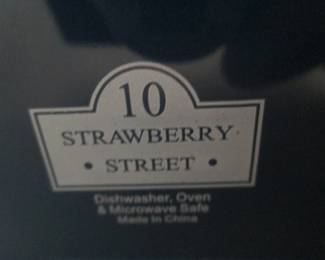 10
STRAWBERRY
• STREET •
Dishwasher, Oven
& Microwave Safe
Made In China